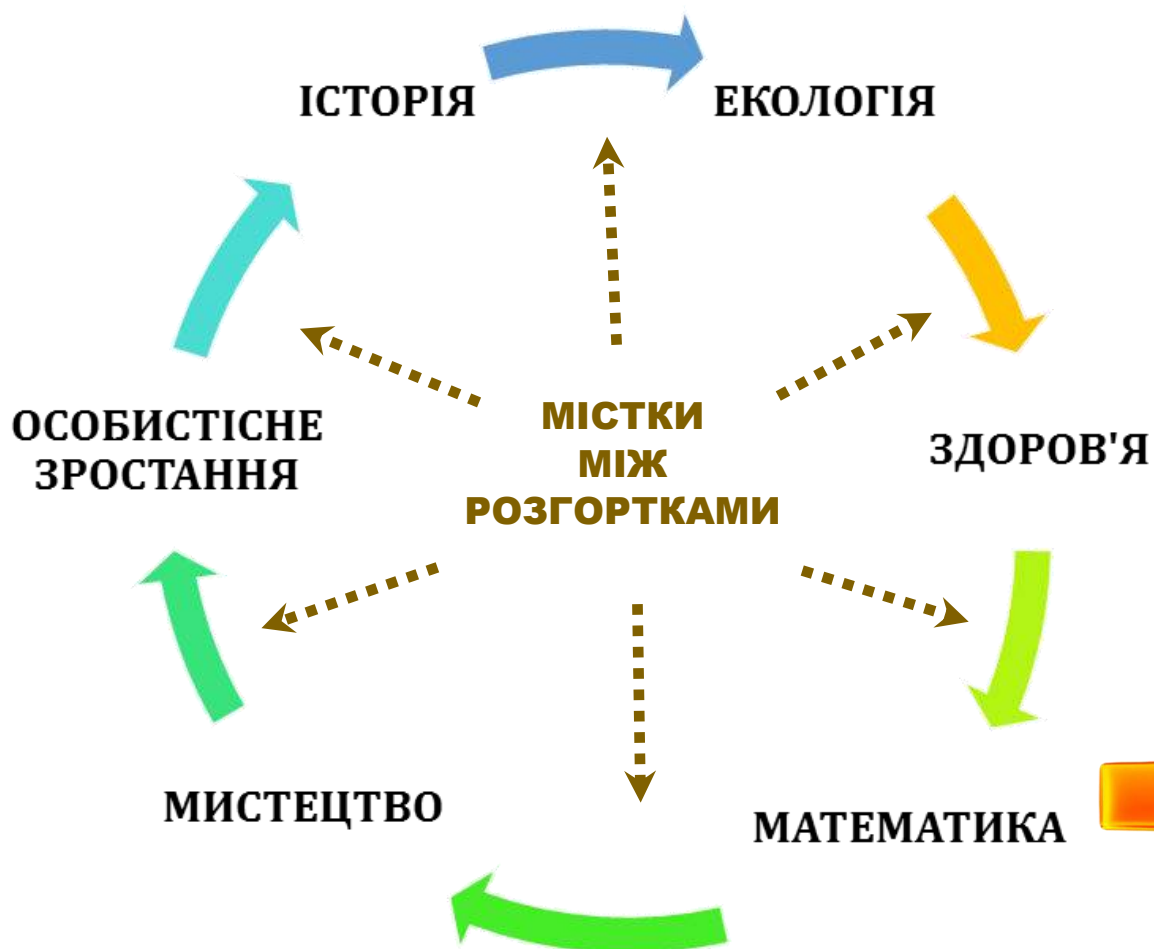 ІСТОРІЯ
ЕКОЛОГІЯ
ОСОБИСТІСНЕ
ЗРОСТАННЯ
МІСТКИ
МІЖ
РОЗГОРТКАМИ
ЗДОРОВ'Я
МИСТЕЦТВО
МАТЕМАТИКА